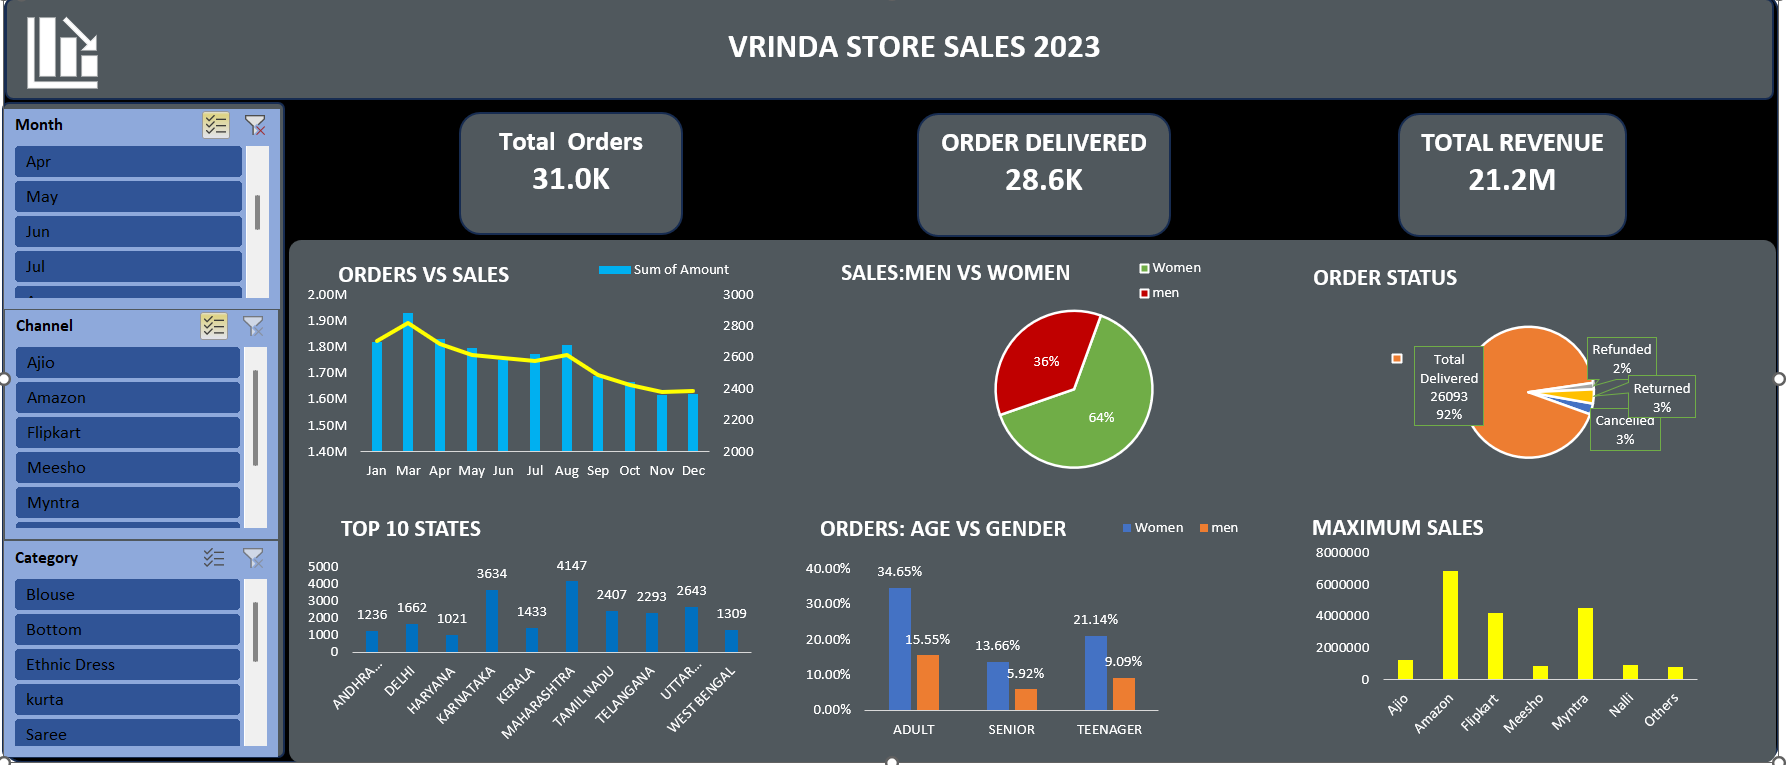 VRINDA STORE SALES 2023
Month
Apr
May
Jun
Jul
Channel
Ajio
Amazon
Flipkart
Meesho
Myntra
Category
Blouse
Bottom
Ethnic Dress
kurta
Saree
Total Orders
31.0K
ORDER DELIVERED
28.6K
TOTAL REVENUE
21.2M
ORDERS VS SALES
Sum of Amount
2.00M
1.90M
1.80M
1.70M
1.60M
1.50M
1.40M
3000
2800
2600
2400
2200
2000
Jan Mar Apr May Jun Jul Aug Sep Oct Nov Dec
SALES:MEN VS WOMEN
Women
men
36%
64%
ORDER STATUS
Total
Delivered
26093
92%
Refunded
2%
Returned
3%
Cancelled
3%
TOP 10 STATES
5000
4000
3000
2000
1000
0
1236 1662 1021 3634 1433 4147 2407 2293 2643 1309
ANDHRA...
DELHI
HARYANA
KARNATAKA
KERALA
MAHARASHTRA
TAMIL NADU
TELANGANA
UTTAR...
WEST BENGAL
ORDERS: AGE VS GENDER
Women men
40.00%
30.00%
20.00%
10.00%
0.00%
34.65%
15.55%
13.66%
5.92%
21.14%
9.09%
ADULT SENIOR TEENAGER
MAXIMUM SALES
8000000
6000000
4000000
2000000
0
Ajio
Amazon
Flipkart
Meesho
Myntra
Nalli
Others